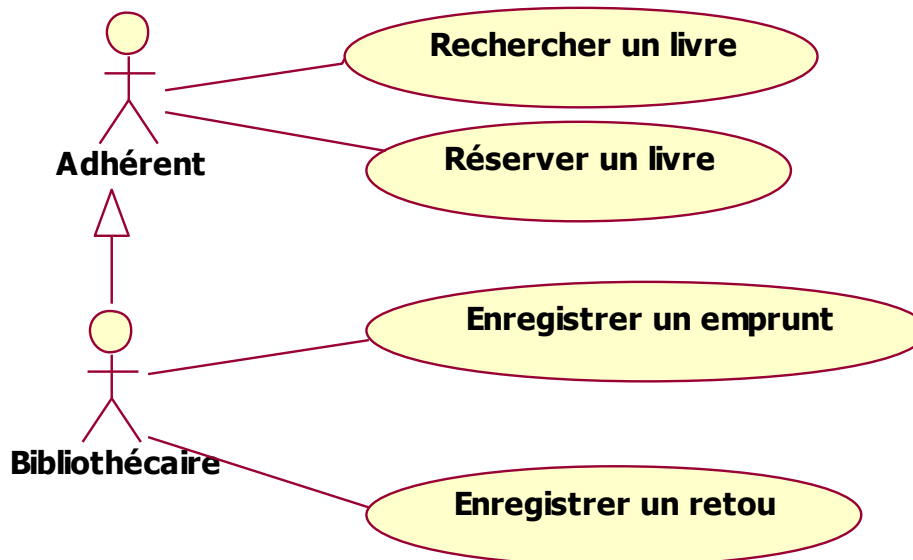 Rechercher un livre
Réserver un livre
Adhérent
Enregistrer un emprunt
Bibliothécaire
Enregistrer un retou